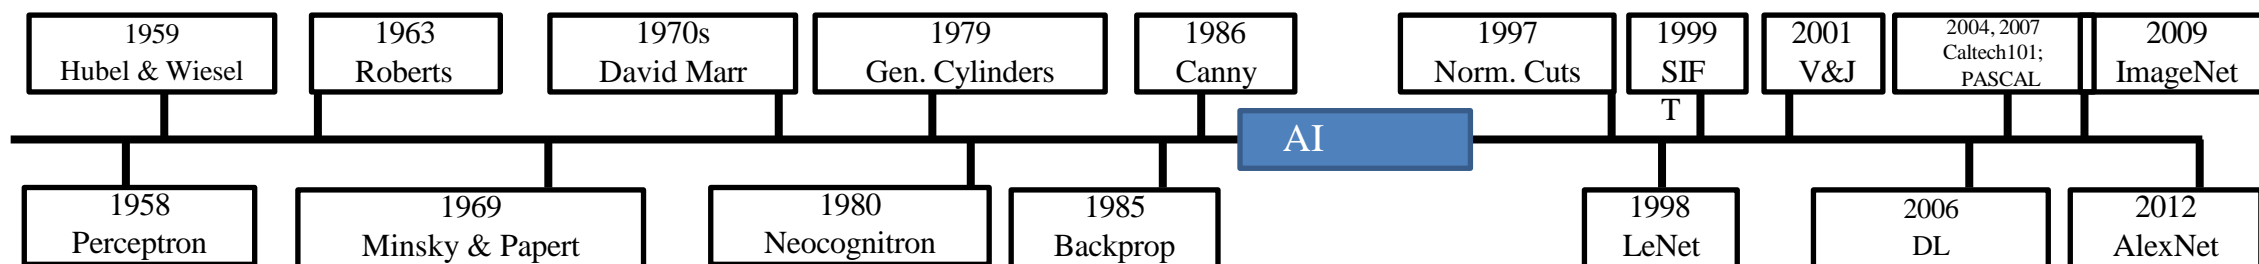 1959
Hubel & Wiesel
1963
Roberts
1970s
David Marr
1979
Gen. Cylinders
1986
Canny
1997
Norm. Cuts
1999
SIF
T
2001
V&J
2004, 2007
Caltech101;
PASCAL
2009
ImageNet
AI
1958
Perceptron
1969
Minsky & Papert
1980
Neocognitron
1985
Backprop
1998
LeNet
2006
DL
2012
AlexNet